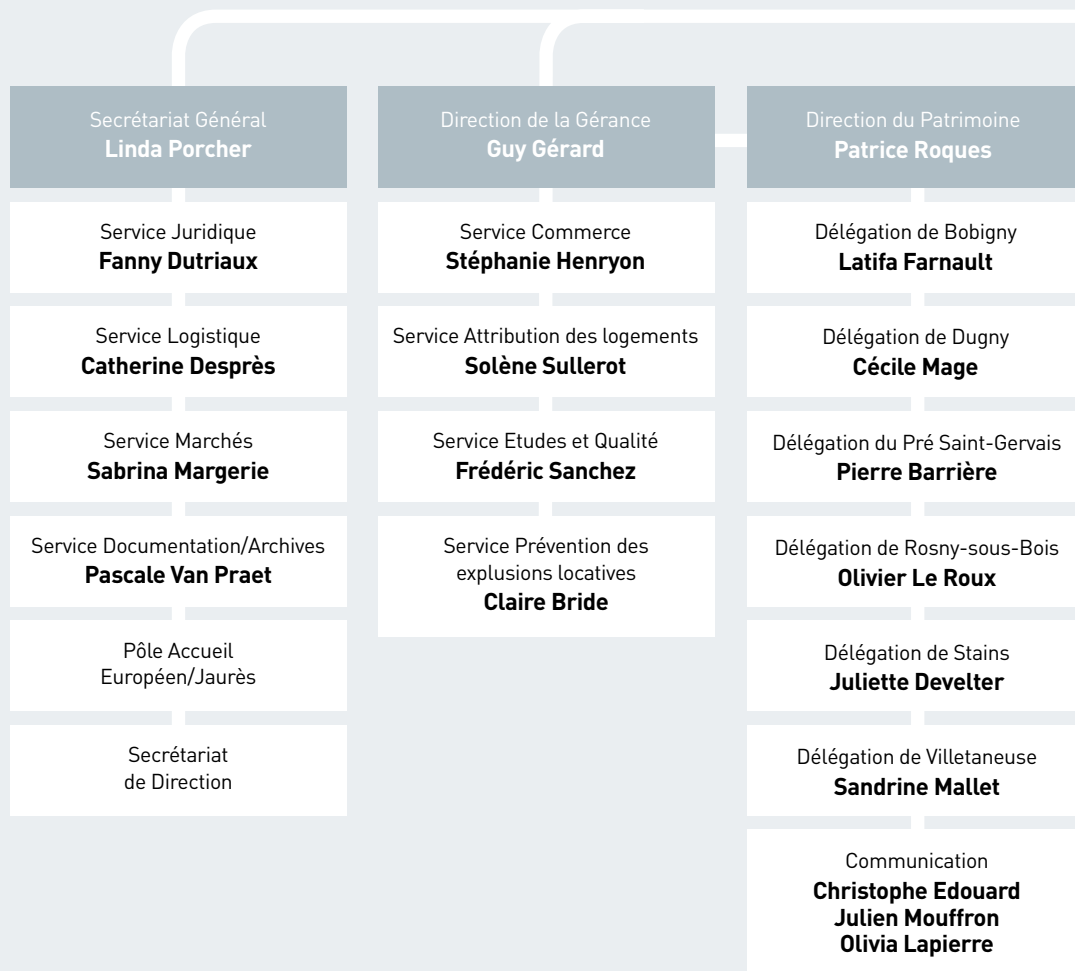 Secrétariat Général
Linda Porcher
Service Juridique
Fanny Dutriaux
Service Logistique
Catherine Desprès
Service Marchés
Sabrina Margerie
Service Documentation/Archives
Pascale Van Praet
Pôle Accueil
Européen/Jaurès
Secrétariat
de Direction
Direction de la Gérance
Guy Gérard
Service Commerce
Stéphanie Henryon
Service Attribution des logements
Solène Sullerot
Service Etudes et Qualité
Frédéric Sanchez
Service Prévention des
explusions locatives
Claire Bride
Direction du Patrimoine
Patrice Roques
Délégation de Bobigny
Latifa Farnault
Délégation de Dugny
Cécile Mage
Délégation du Pré Saint-Gervais
Pierre Barrière
Délégation de Rosny-sous-Bois
Olivier Le Roux
Délégation de Stains
Juliette Develter
Délégation de Villetaneuse
Sandrine Mallet
Communication
Christophe Edouard
Julien Mouffron
Olivia Lapierre